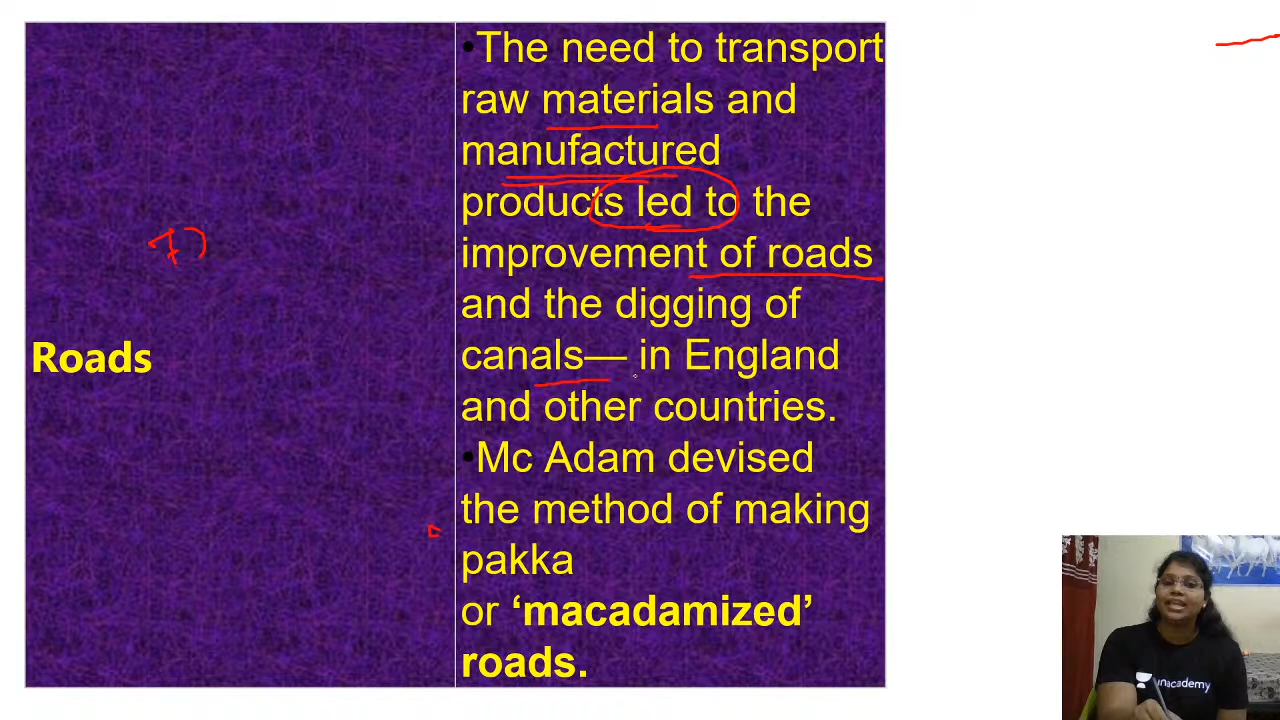 •The need to transport
raw materials and
manufactured
products led to the
improvement of roads
and the digging of
canals— in England
and other countries.
Roads
•Mc Adam devised
the method of making
pakka
or ‘macadamized’
roads.
unacademy